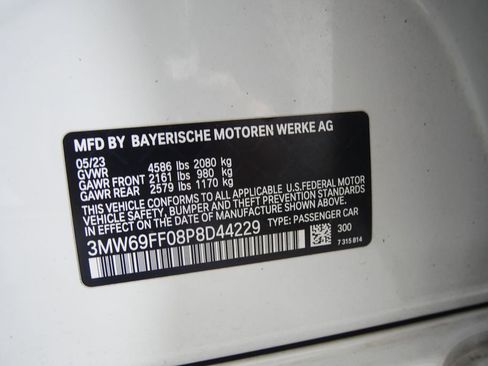 MFD BY BAYERISCHE MOTOREN WERKE AG
05/23
GVWR 4586 lbs 2080 kg
GAWR FRONT 2161 lbs 980 kg
GAWR REAR 2579 lbs 1170 kg
THIS VEHICLE CONFORMS TO ALL APPLICABLE U.S.FEDERAL MOTOR
VEHICLE SAFETY, BUMPER, AND THEFT PREVENTION STANDARDS
IN EFFECT ON THE DATE OF MANUFACTURE SHOWN ABOVE.
3MW69FF08P8D44229 TYPE: PASSENGER CAR
300
7 315 814